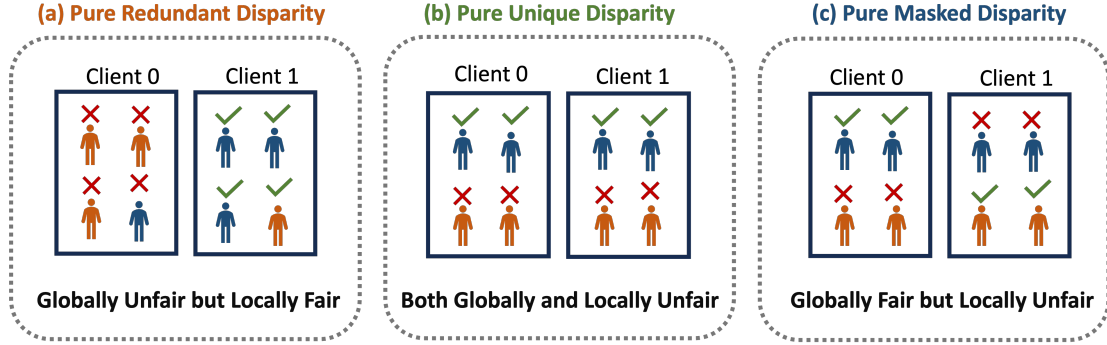 (a) Pure Redundant Disparity
Client 0
Client 1
Globally Unfair but Locally Fair
(b) Pure Unique Disparity
Client 0
Client 1
Both Globally and Locally Unfair
(c) Pure Masked Disparity
Client 0
Client 1
Globally Fair but Locally Unfair